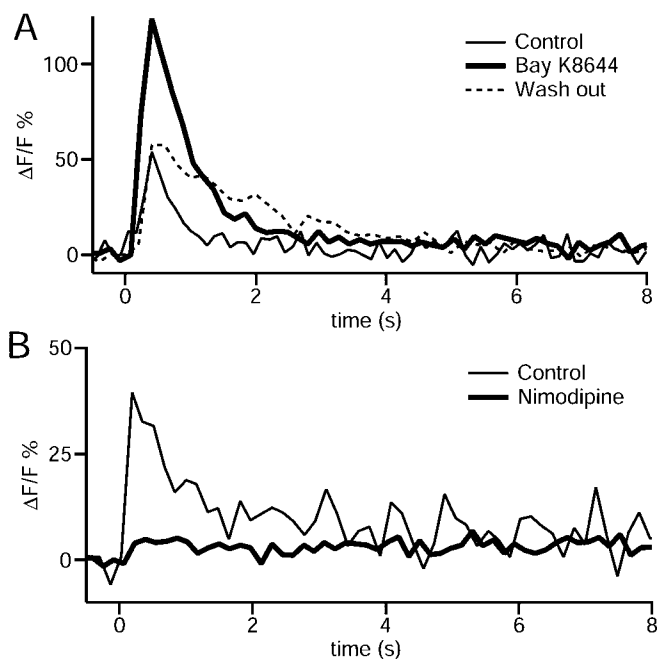 A
Control
Bay K8644
Wash out
100
50
0
ΔF/F %
0 2 4 6 8
time (s)
B
50
Control
Nimodipine
25
0
ΔF/F %
0 2 4 6 8
time (s)